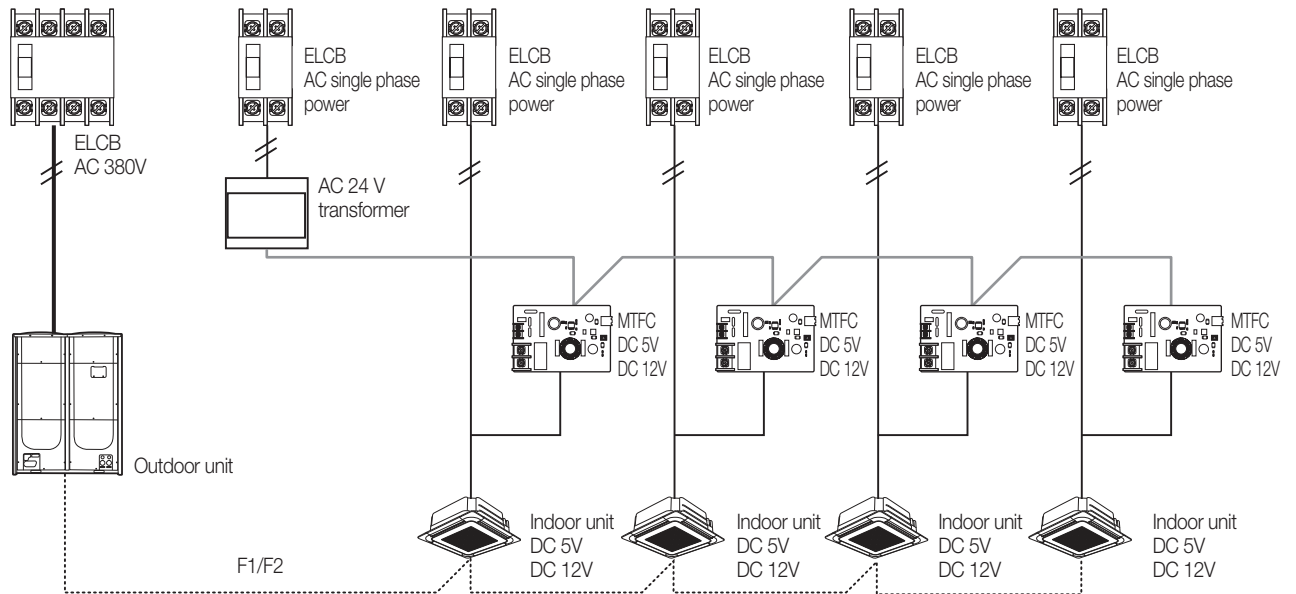 ELCB
AC 380V
ELCB
AC single phase
power
ELCB
AC single phase
power
ELCB
AC single phase
power
ELCB
AC single phase
power
ELCB
AC single phase
power
AC 24 V
transformer
MTFC
DC 5V
DC 12V
MTFC
DC 5V
DC 12V
MTFC
DC 5V
DC 12V
MTFC
DC 5V
DC 12V
Outdoor unit
F1/F2
Indoor unit
DC 5V
DC 12V
Indoor unit
DC 5V
DC 12V
Indoor unit
DC 5V
DC 12V
Indoor unit
DC 5V
DC 12V